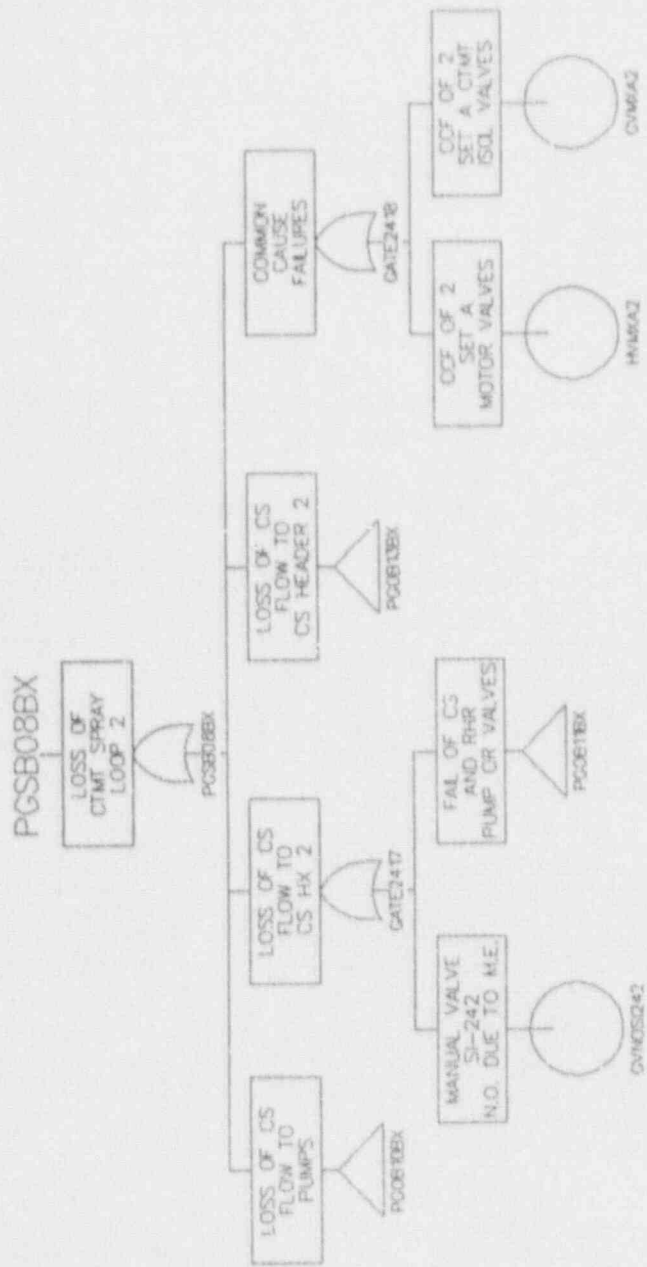 PGSB08BX
LOSS OF
CTMT SPRAY
LOOP 2
PGSB08BX
LOSS OF CS
FLOW TO
PUMPS
PGOB10BX
LOSS OF CS
FLOW TO
CS HX 2
GATE2417
LOSS OF CS
FLOW TO
CS HEADER 2
PGOB13BX
COMMON
CAUSE
FAILURES
GATE2418
MANUAL VALVE
SI-242
N.O. DUE TO M.E.
CVNOSI242
FAIL OF CS
AND RHR
PUMP OR VALVES
PGOB11BX
CCF OF 2
SET A
MOTOR VALVES
HVMXA2
CCF OF 2
SET A CTMT
ISOL VALVES
CVMXA2